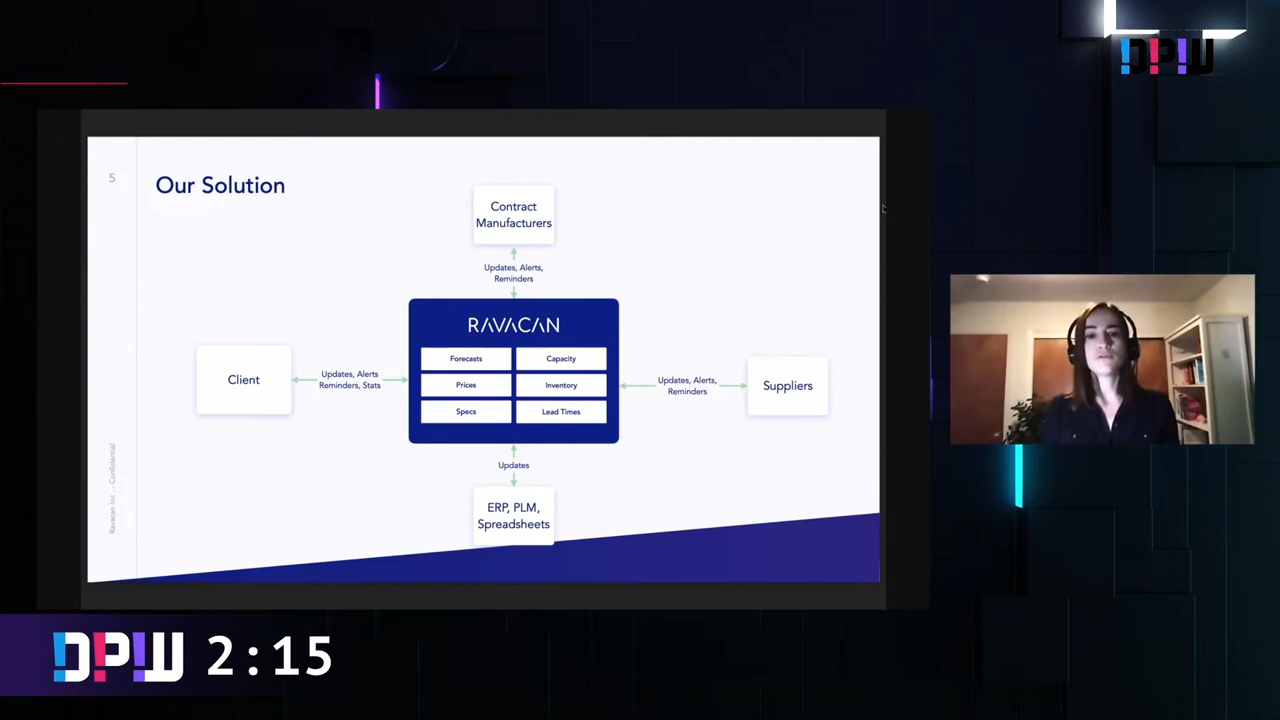 DPW
5
Our Solution
Contract
Manufacturers
Updates, Alerts,
Reminders
RAVACAN
Forecasts
Capacity
Prices
Inventory
Specs
Lead Times
Client
Updates, Alerts
Reminders, Stats
Updates, Alerts,
Reminders
Suppliers
Updates
ERP, PLM,
Spreadsheets
Ravacan Inc. - Confidential
DPW 2:15